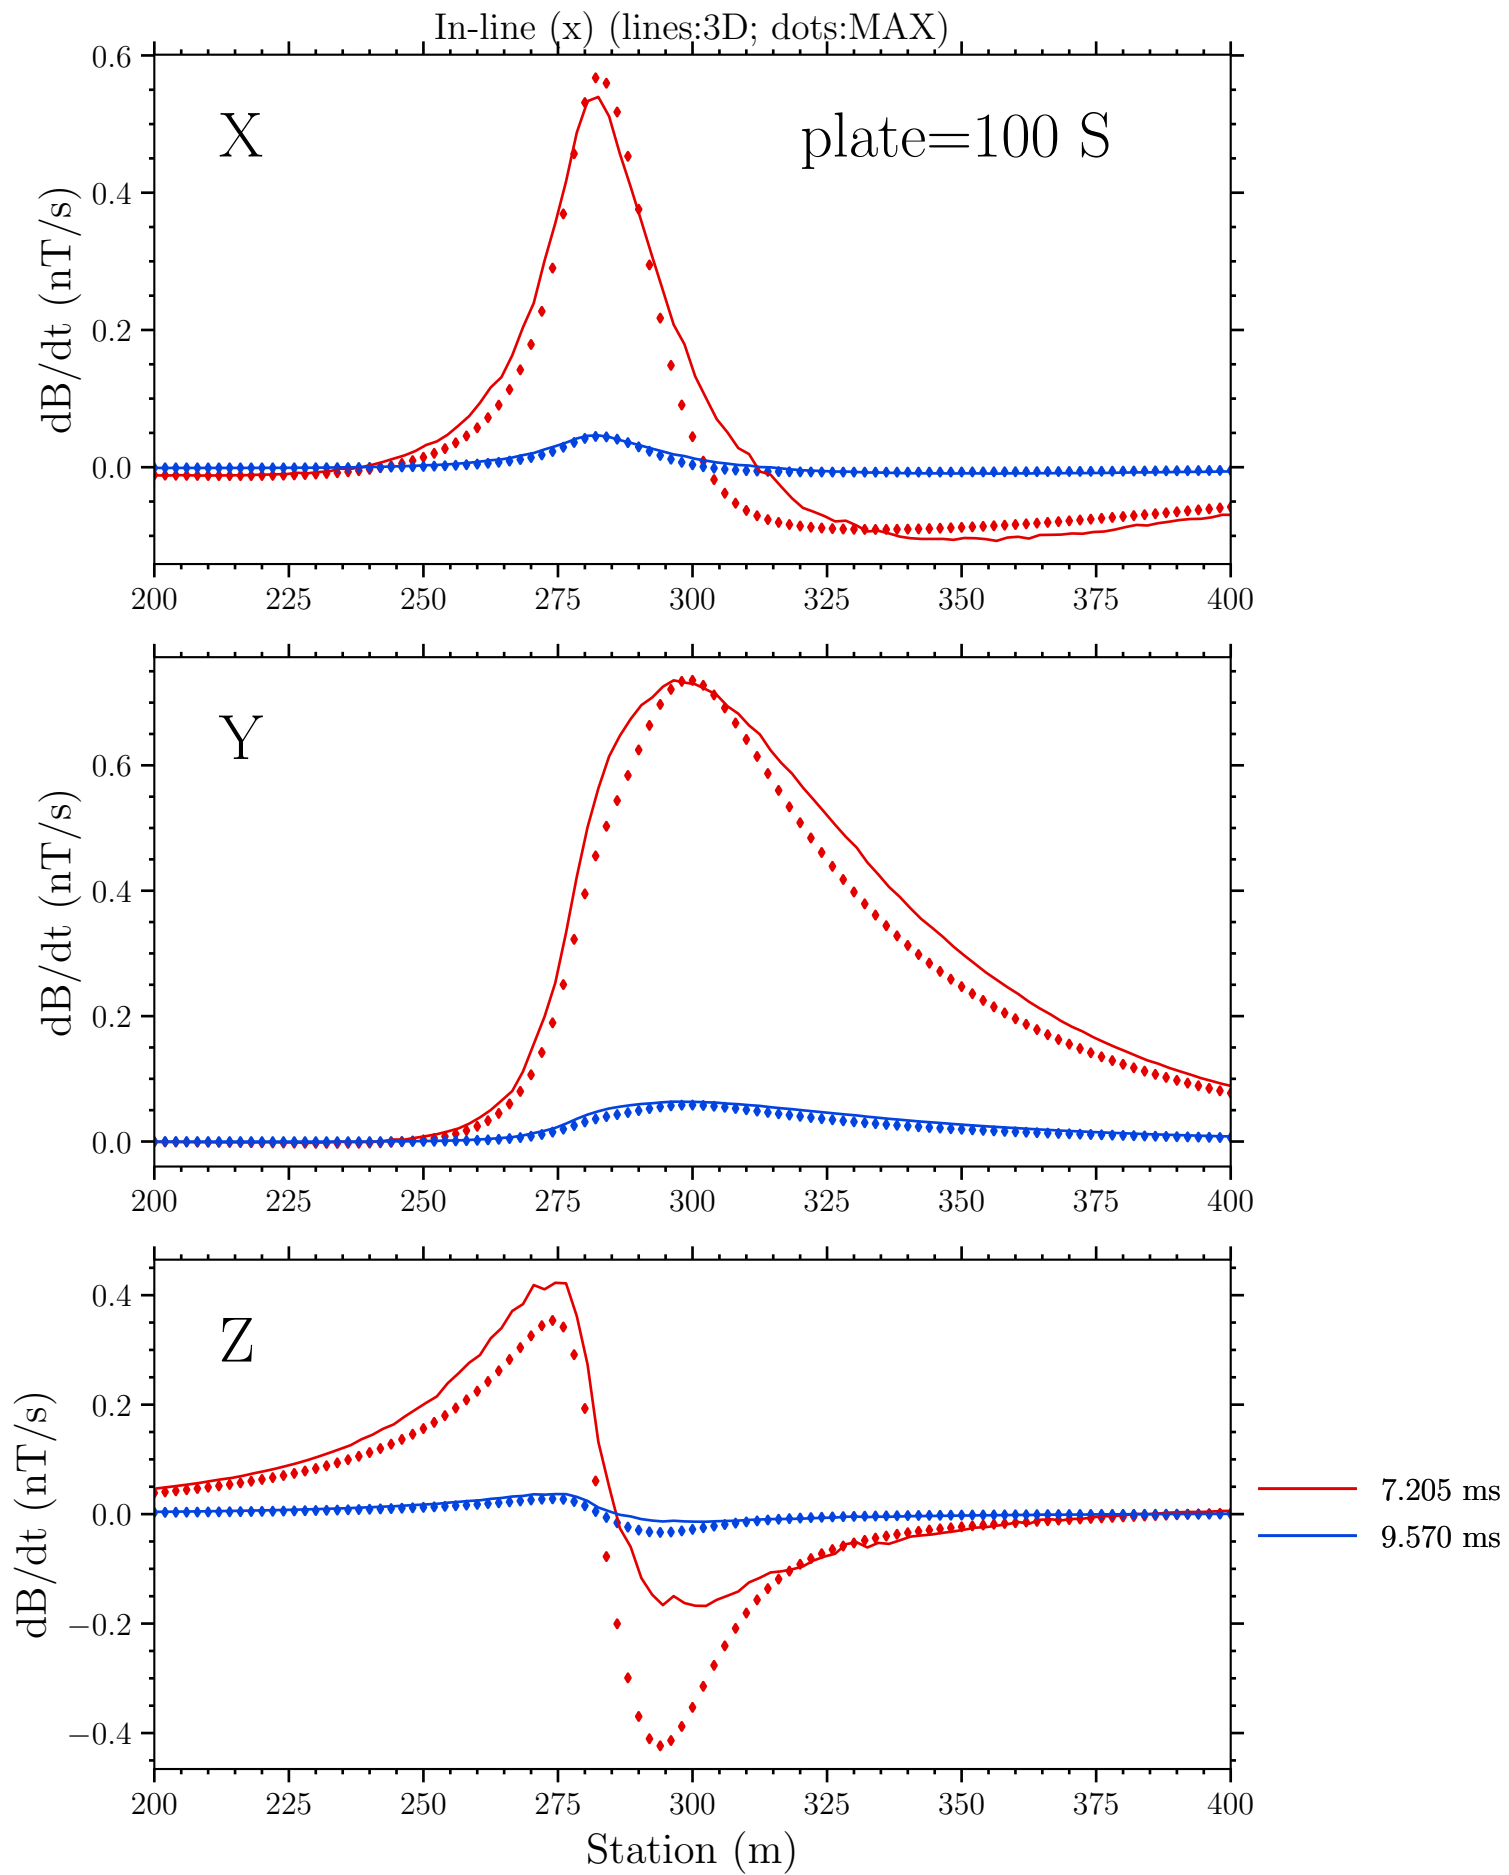 In-line (x) (lines:3D; dots:MAX)
X
plate=100 S
dB/dt (nT/s)
0.6
0.4
0.2
0.0
200 225 250 275 300 325 350 375 400
Y
dB/dt (nT/s)
0.6
0.4
0.2
0.0
200 225 250 275 300 325 350 375 400
Z
dB/dt (nT/s)
0.4
0.2
0.0
−0.2
−0.4
200 225 250 275 300 325 350 375 400
Station (m)
7.205 ms
9.570 ms